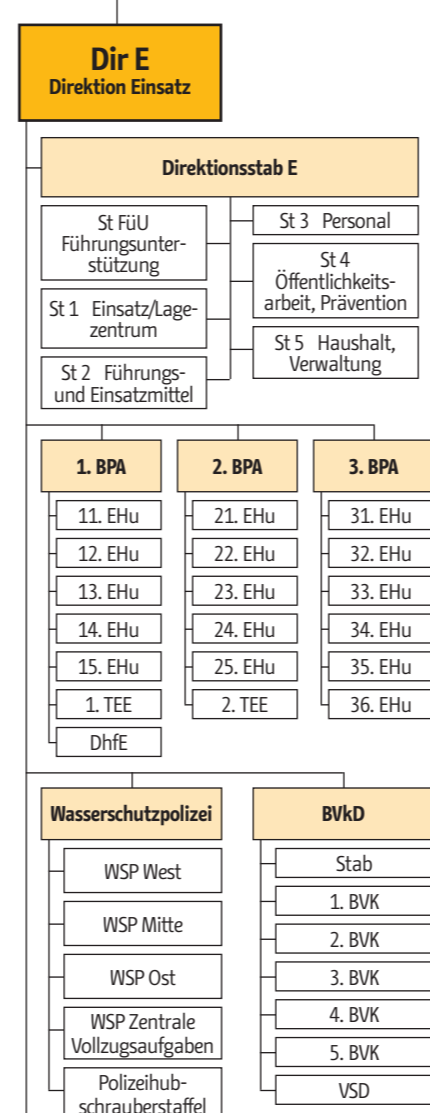 Dir E
Direktion Einsatz
Direktionsstab E
St FüU
Führungsunter-
stützung
St 1 Einsatz/Lage-
zentrum
St 2 Führungs-
und Einsatzmittel
St 3 Personal
St 4
Öffentlichkeits-
arbeit, Prävention
St 5 Haushalt,
Verwaltung
1. BPA
11. EHu
12. EHu
13. EHu
14. EHu
15. EHu
1. TEE
DhfE
2. BPA
21. EHu
22. EHu
23. EHu
24. EHu
25. EHu
2. TEE
3. BPA
31. EHu
32. EHu
33. EHu
34. EHu
35. EHu
36. EHu
Wasserschutzpolizei
WSP West
WSP Mitte
WSP Ost
WSP Zentrale
Vollzugsaufgaben
Polizeihub-
schrauberstaffel
BVkD
Stab
1. BVK
2. BVK
3. BVK
4. BVK
5. BVK
VSD